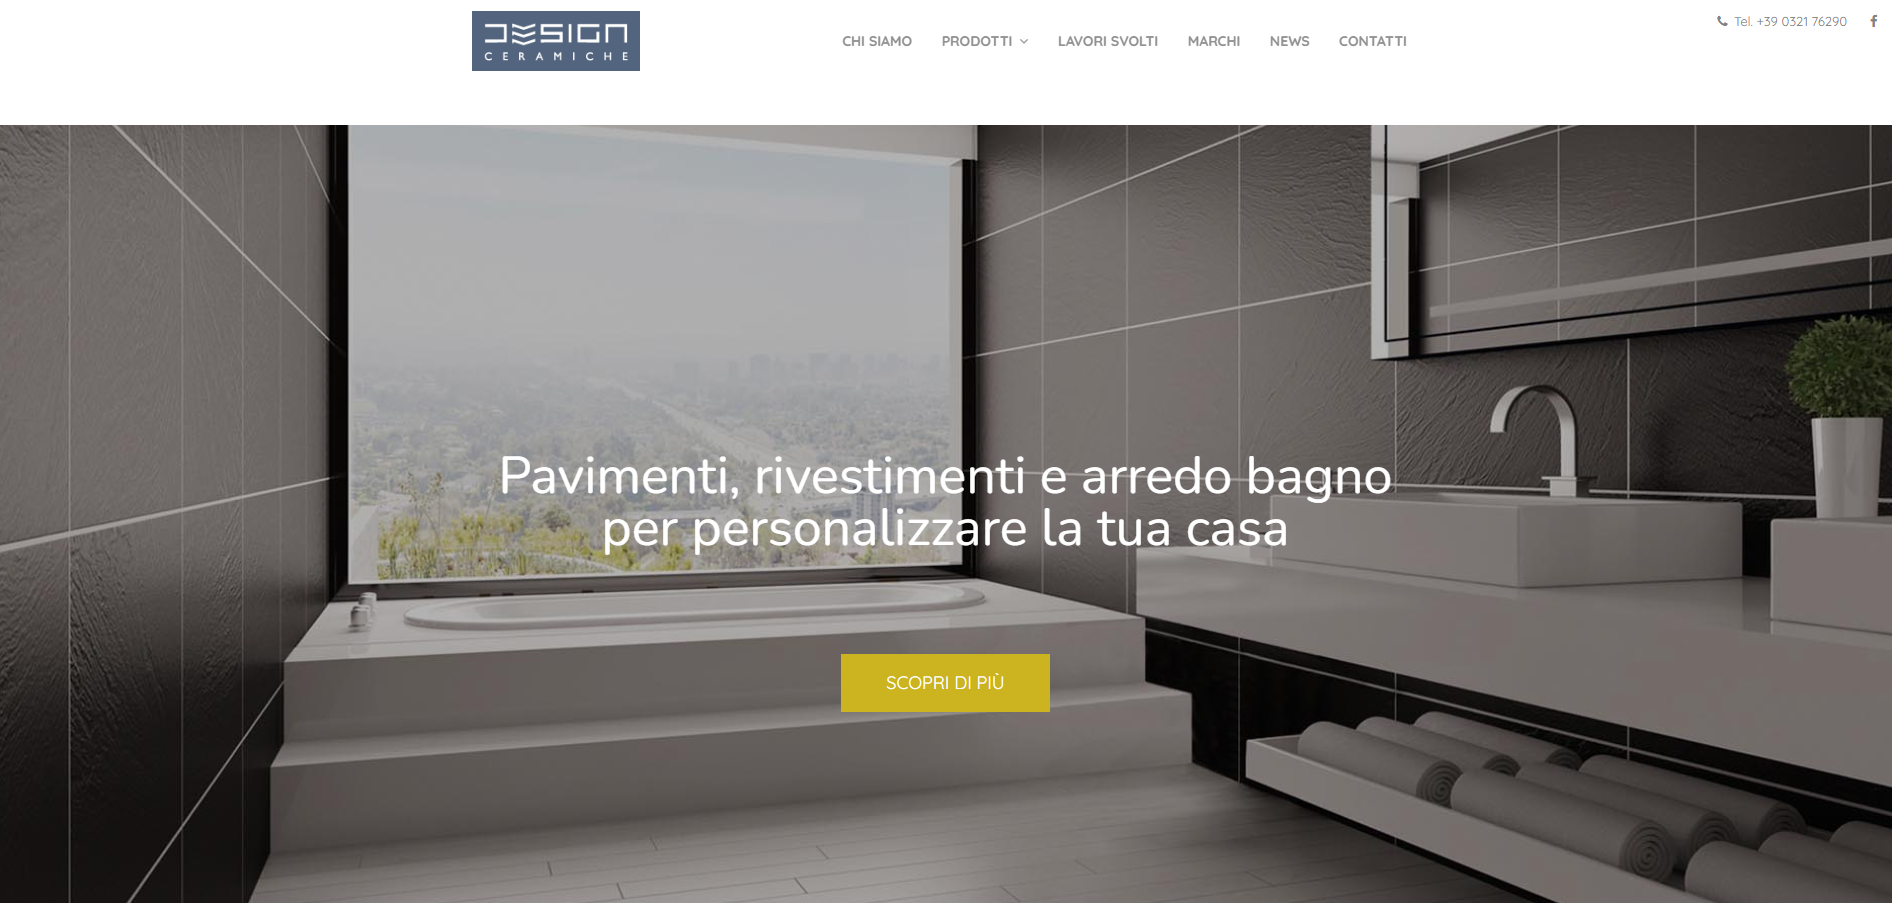 DESIGN
CERAMICHE
CHI SIAMO PRODOTTI LAVORI SVOLTI MARCHI NEWS CONTATTI
Tel. +39 0321 76290
Pavimenti, rivestimenti e arredo bagno
per personalizzare la tua casa
SCOPRI DI PIÙ